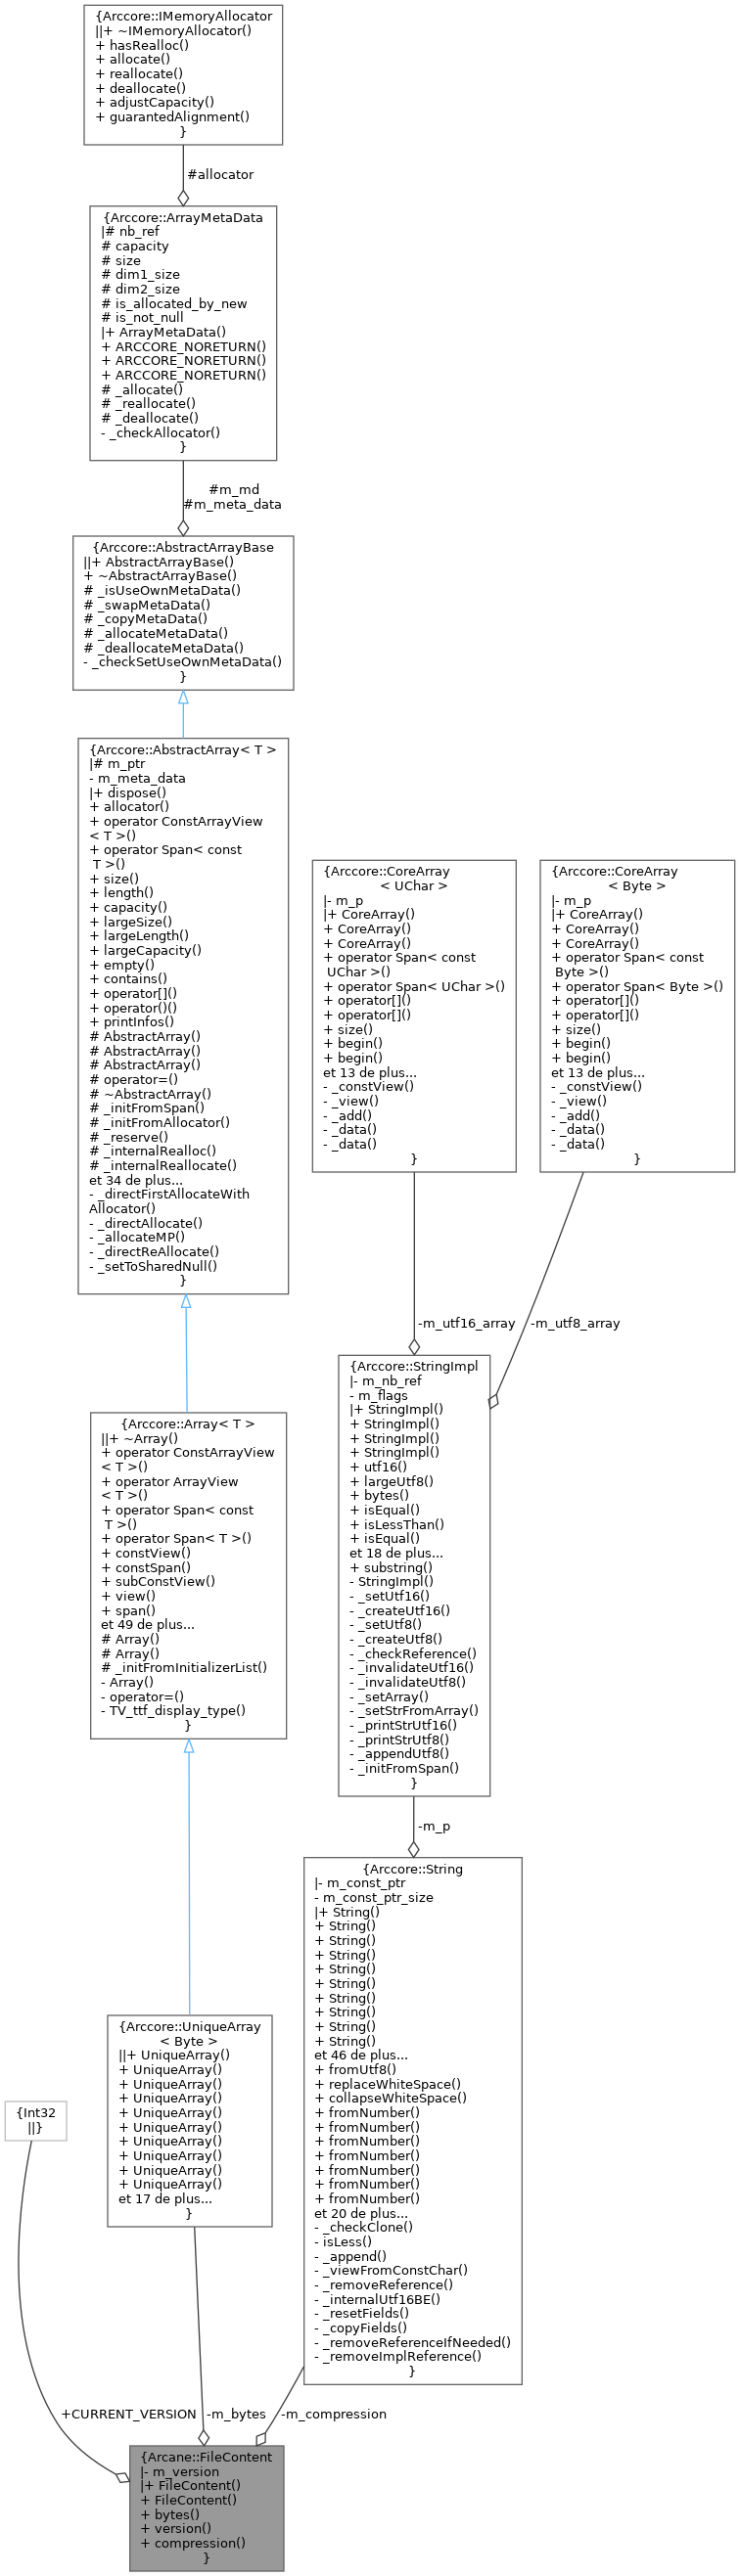 {Arccore::IMemoryAllocator
||+ ~IMemoryAllocator()
+ hasRealloc()
+ allocate()
+ reallocate()
+ deallocate()
+ adjustCapacity()
+ guarantedAlignment()
}
#allocator
{Arccore::ArrayMetaData
|# nb_ref
# capacity
# size
# dim1_size
# dim2_size
# is_allocated_by_new
# is_not_null
|+ ArrayMetaData()
+ ARCCORE_NORETURN()
+ ARCCORE_NORETURN()
+ ARCCORE_NORETURN()
# _allocate()
# _reallocate()
# _deallocate()
- _checkAllocator()
}
#m_md
#m_meta_data
{Arccore::AbstractArrayBase
||+ AbstractArrayBase()
+ ~AbstractArrayBase()
# _isUseOwnMetaData()
# _swapMetaData()
# _copyMetaData()
# _allocateMetaData()
# _deallocateMetaData()
- _checkSetUseOwnMetaData()
}
{Arccore::AbstractArray< T >
|# m_ptr
- m_meta_data
|+ dispose()
+ allocator()
+ operator ConstArrayView
< T >()
+ operator Span< const
T >()
+ size()
+ length()
+ capacity()
+ largeSize()
+ largeLength()
+ largeCapacity()
+ empty()
+ contains()
+ operator[]()
+ operator()()
+ printInfos()
# AbstractArray()
# AbstractArray()
# AbstractArray()
# operator=()
# ~AbstractArray()
# _initFromSpan()
# _initFromAllocator()
# _reserve()
# _internalRealloc()
# _internalReallocate()
et 34 de plus...
- _directFirstAllocateWith
Allocator()
- _directAllocate()
- _allocateMP()
- _directReAllocate()
- _setToSharedNull()
}
{Arccore::CoreArray
< UChar >
|- m_p
|+ CoreArray()
+ CoreArray()
+ CoreArray()
+ operator Span< const
UChar >()
+ operator Span< UChar >()
+ operator[]()
+ operator[]()
+ size()
+ begin()
+ begin()
et 13 de plus...
- _constView()
- _view()
- _add()
- _data()
- _data()
}
{Arccore::CoreArray
< Byte >
|- m_p
|+ CoreArray()
+ CoreArray()
+ CoreArray()
+ operator Span< const
Byte >()
+ operator Span< Byte >()
+ operator[]()
+ operator[]()
+ size()
+ begin()
+ begin()
et 13 de plus...
- _constView()
- _view()
- _add()
- _data()
- _data()
}
-m_utf16_array
-m_utf8_array
{Arccore::Array< T >
||+ ~Array()
+ operator ConstArrayView
< T >()
+ operator ArrayView
< T >()
+ operator Span< const
T >()
+ operator Span< T >()
+ constView()
+ constSpan()
+ subConstView()
+ view()
+ span()
et 49 de plus...
# Array()
# Array()
# _initFromInitializerList()
- Array()
- operator=()
- TV_ttf_display_type()
}
{Arccore::StringImpl
|- m_nb_ref
- m_flags
|+ StringImpl()
+ StringImpl()
+ StringImpl()
+ StringImpl()
+ utf16()
+ largeUtf8()
+ bytes()
+ isEqual()
+ isLessThan()
+ isEqual()
et 18 de plus...
+ substring()
- StringImpl()
- _setUtf16()
- _createUtf16()
- _setUtf8()
- _createUtf8()
- _checkReference()
- _invalidateUtf16()
- _invalidateUtf8()
- _setArray()
- _setStrFromArray()
- _printStrUtf16()
- _printStrUtf8()
- _appendUtf8()
- _initFromSpan()
}
-m_p
{Arccore::String
|- m_const_ptr
- m_const_ptr_size
|+ String()
+ String()
+ String()
+ String()
+ String()
+ String()
+ String()
+ String()
+ String()
+ String()
et 46 de plus...
+ fromUtf8()
+ replaceWhiteSpace()
+ collapseWhiteSpace()
+ fromNumber()
+ fromNumber()
+ fromNumber()
+ fromNumber()
+ fromNumber()
+ fromNumber()
+ fromNumber()
et 20 de plus...
- _checkClone()
- isLess()
- _append()
- _viewFromConstChar()
- _removeReference()
- _internalUtf16BE()
- _resetFields()
- _copyFields()
- _removeReferenceIfNeeded()
- _removeImplReference()
}
{Arccore::UniqueArray
< Byte >
||+ UniqueArray()
+ UniqueArray()
+ UniqueArray()
+ UniqueArray()
+ UniqueArray()
+ UniqueArray()
+ UniqueArray()
+ UniqueArray()
+ UniqueArray()
+ UniqueArray()
et 17 de plus...
}
{Int32
||}
+CURRENT_VERSION
-m_bytes
-m_compression
{Arcane::FileContent
|- m_version
|+ FileContent()
+ FileContent()
+ bytes()
+ version()
+ compression()
}